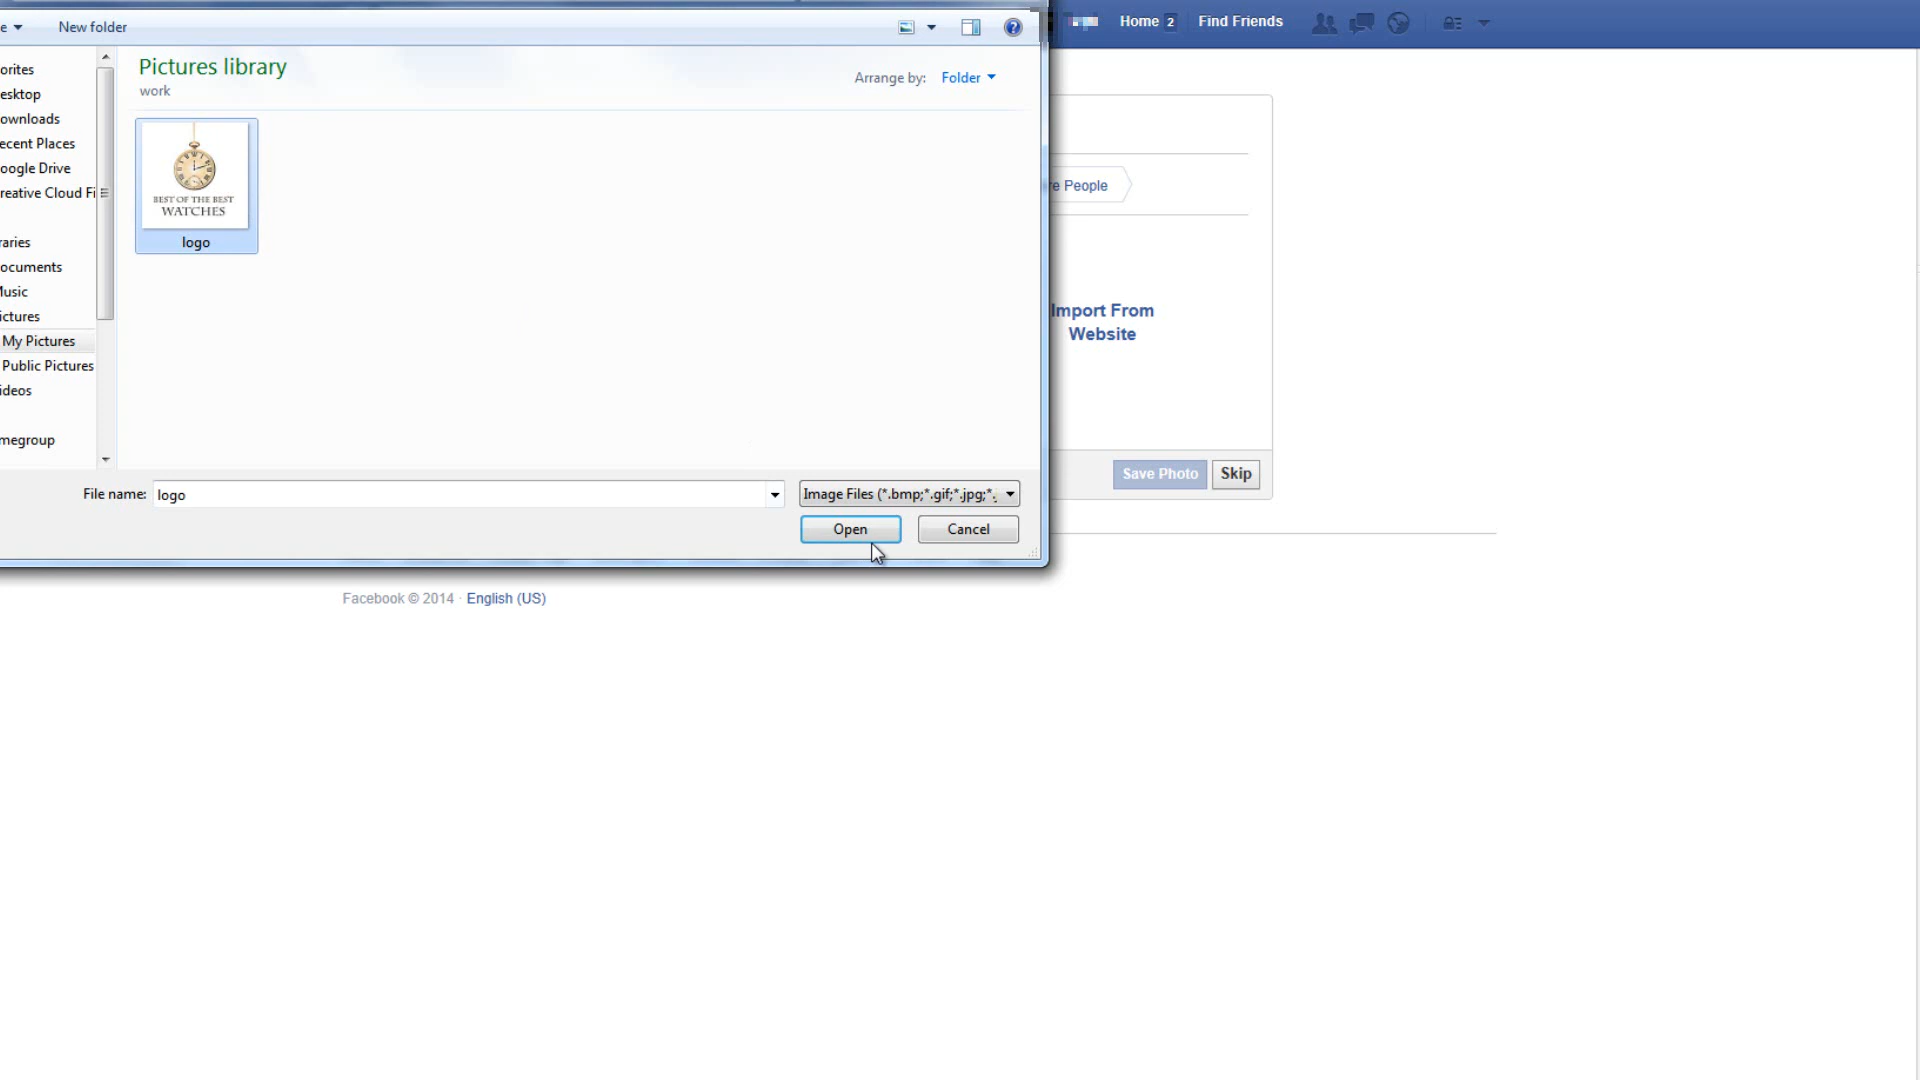 e
New folder
Home 2
Find Friends
orites
esktop
ownloads
ecent Places
oogle Drive
reative Cloud Fi
raries
ocuments
Music
ictures
My Pictures
Public Pictures
ideos
megroup
Pictures library
work
Arrange by: Folder
BEST OF THE BEST
WATCHES
logo
re People
Import From
Website
Save Photo
Skip
File name: logo
Image Files (*.bmp;*.gif;*.jpg;*.
Open
Cancel
Facebook © 2014 · English (US)